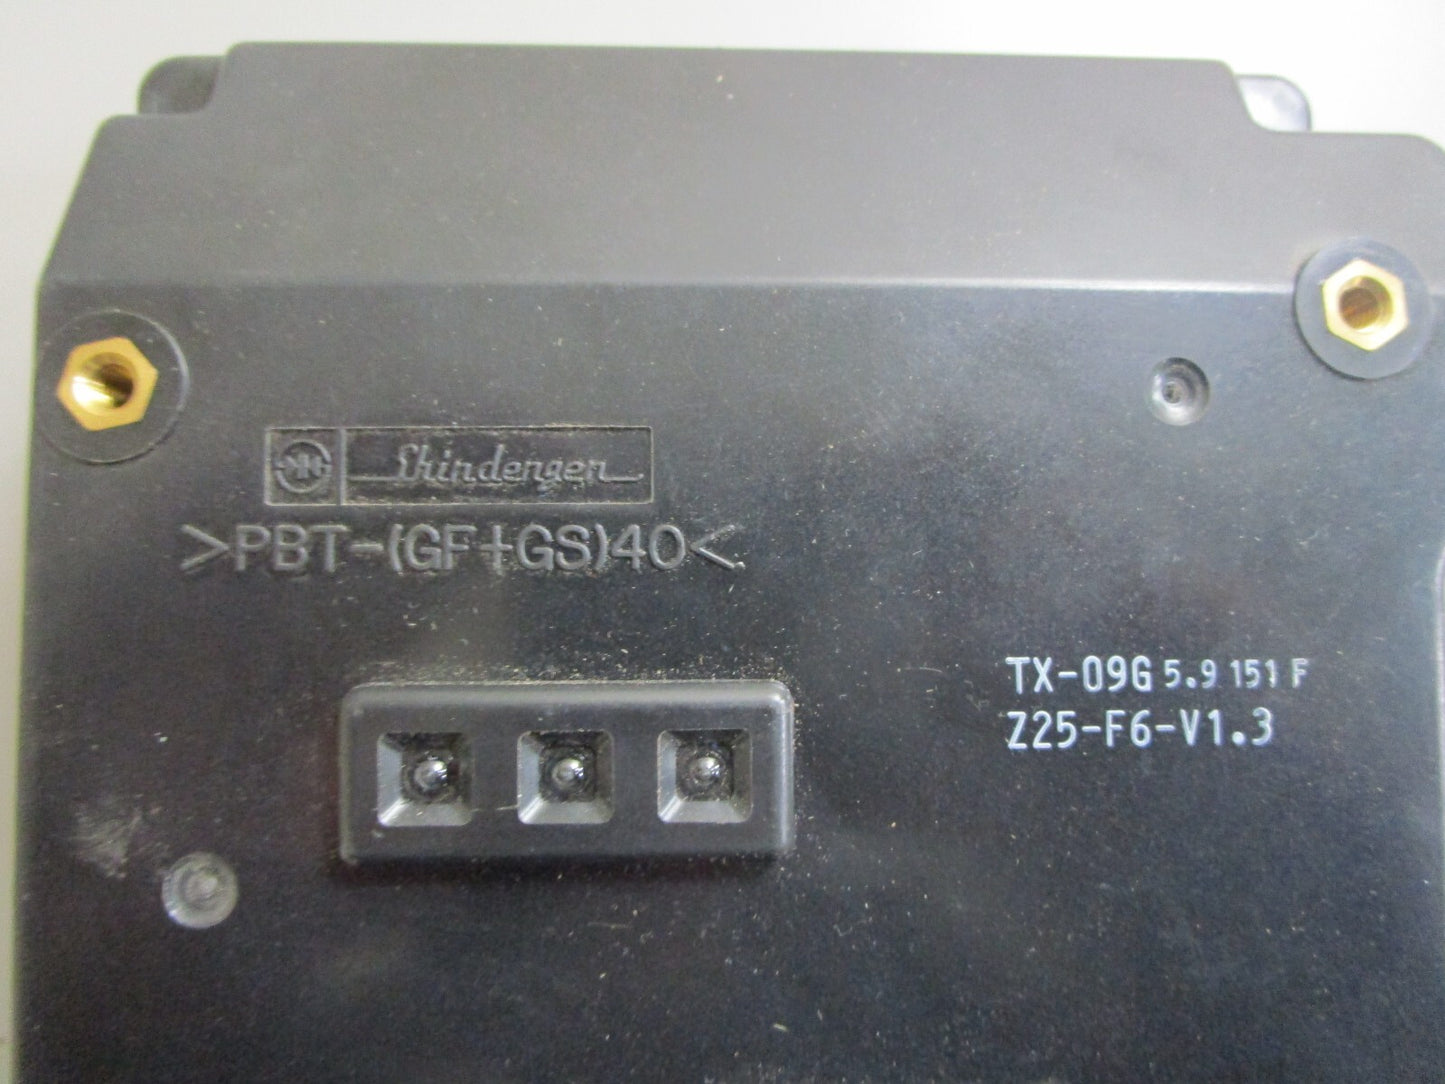 Shindengen
>PBT-(GF+GS)40<
TX-09G 5.9 151 F
Z25-F6-V1.3